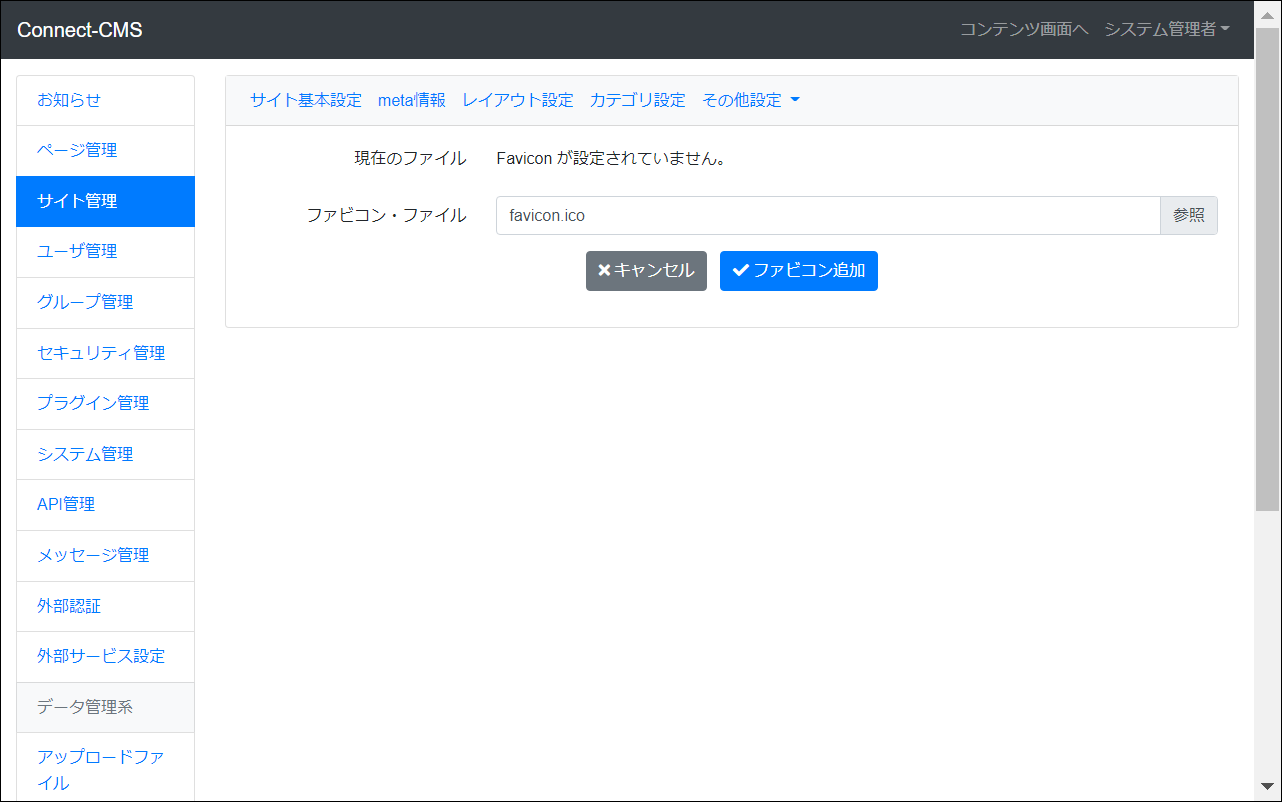 Connect-CMS
コンテンツ画面へ システム管理者
お知らせ
ページ管理
サイト管理
ユーザ管理
グループ管理
セキュリティ管理
プラグイン管理
システム管理
API管理
メッセージ管理
外部認証
外部サービス設定
データ管理系
アップロードファ
イル
サイト基本設定 meta情報 レイアウト設定 カテゴリ設定 その他設定
現在のファイル Favicon が設定されていません。
ファビコン・ファイル favicon.ico 参照
キャンセル ファビコン追加